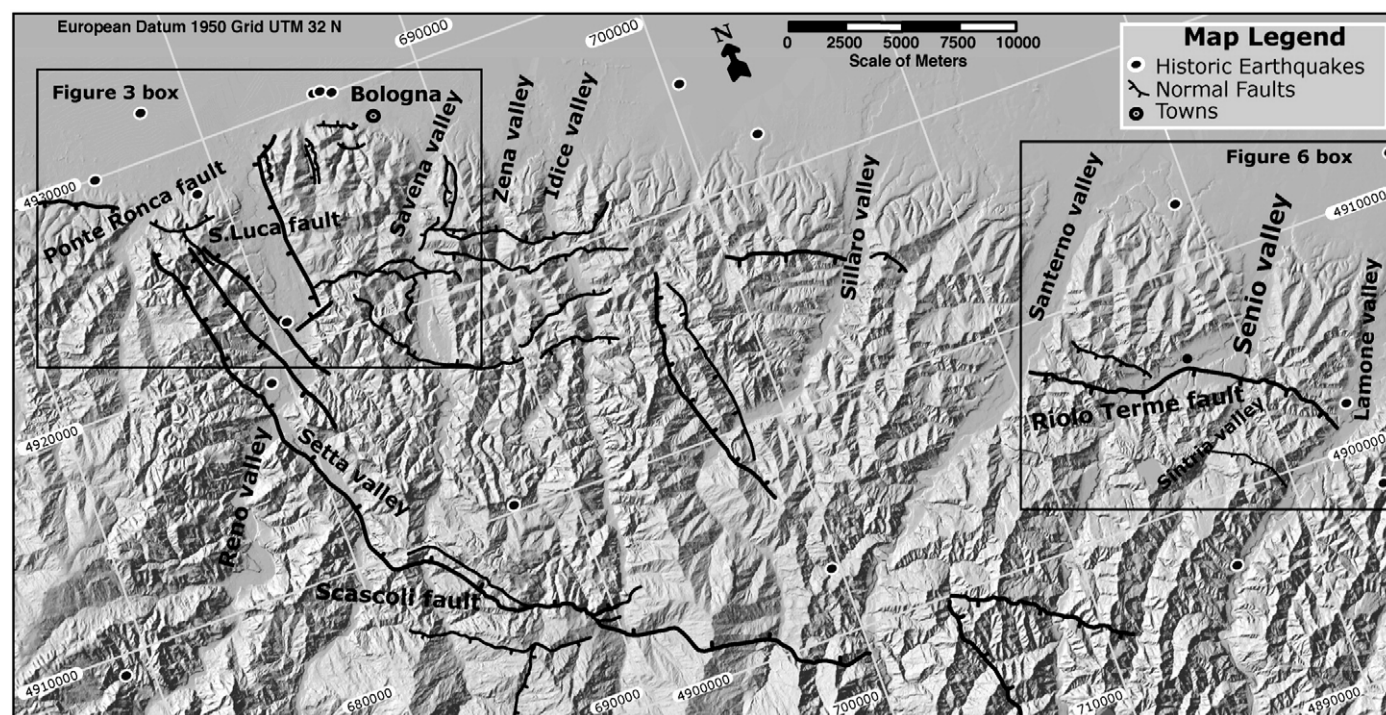 European Datum 1950 Grid UTM 32 N
690000
700000
N
0 2500 5000 7500 10000
Scale of Meters
Map Legend
Historic Earthquakes
Normal Faults
Towns
Figure 3 box
Bologna
Savena valley
Zena valley
Idice valley
Sillaro valley
Figure 6 box
Santerno valley
Senio valley
Lamone valley
4910000
4930000
Ponte Ronca fault
S.Luca fault
Riolo Terme fault
Sintria valley
4900000
4920000
Reno valley
Setta valley
Scascoli fault
4910000
680000
690000
4900000
700000
710000
4890000